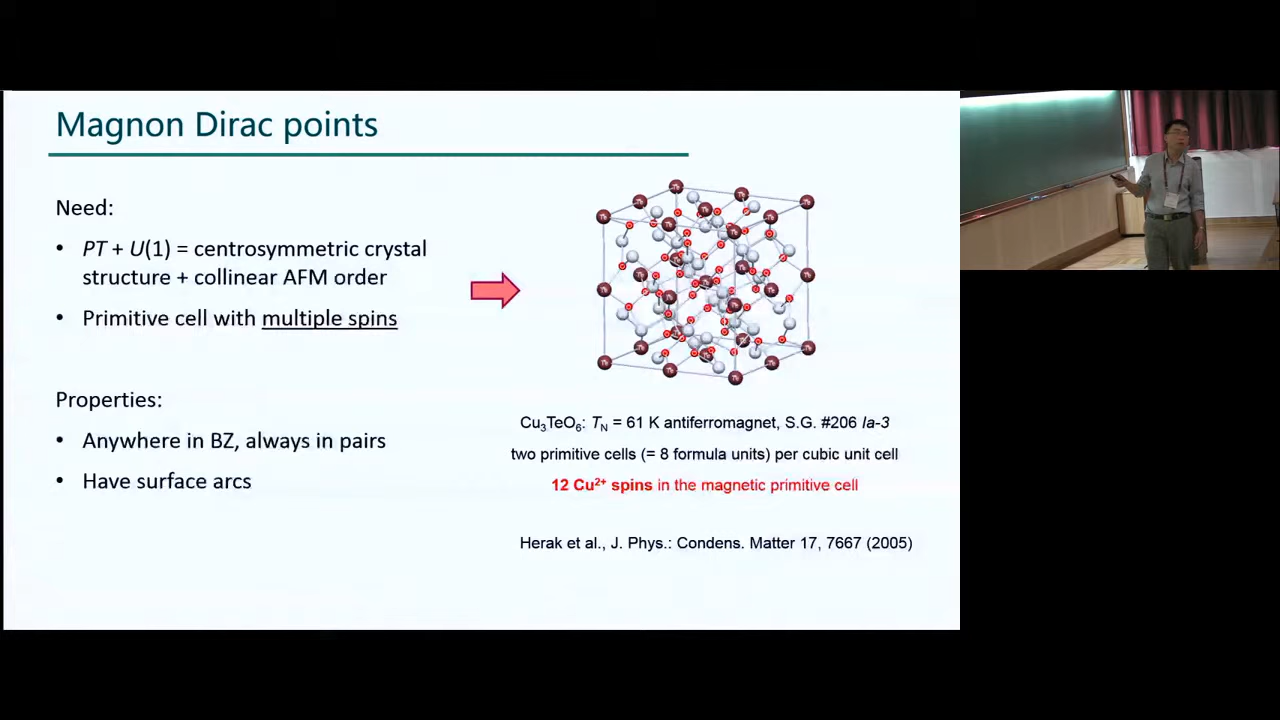 Magnon Dirac points
Need:
• PT + U(1) = centrosymmetric crystal
structure + collinear AFM order
• Primitive cell with multiple spins
Properties:
• Anywhere in BZ, always in pairs
• Have surface arcs
Cu₃TeO₆: T_N = 61 K antiferromagnet, S.G. #206 Ia-3
two primitive cells (= 8 formula units) per cubic unit cell
12 Cu²⁺ spins in the magnetic primitive cell
Herak et al., J. Phys.: Condens. Matter 17, 7667 (2005)